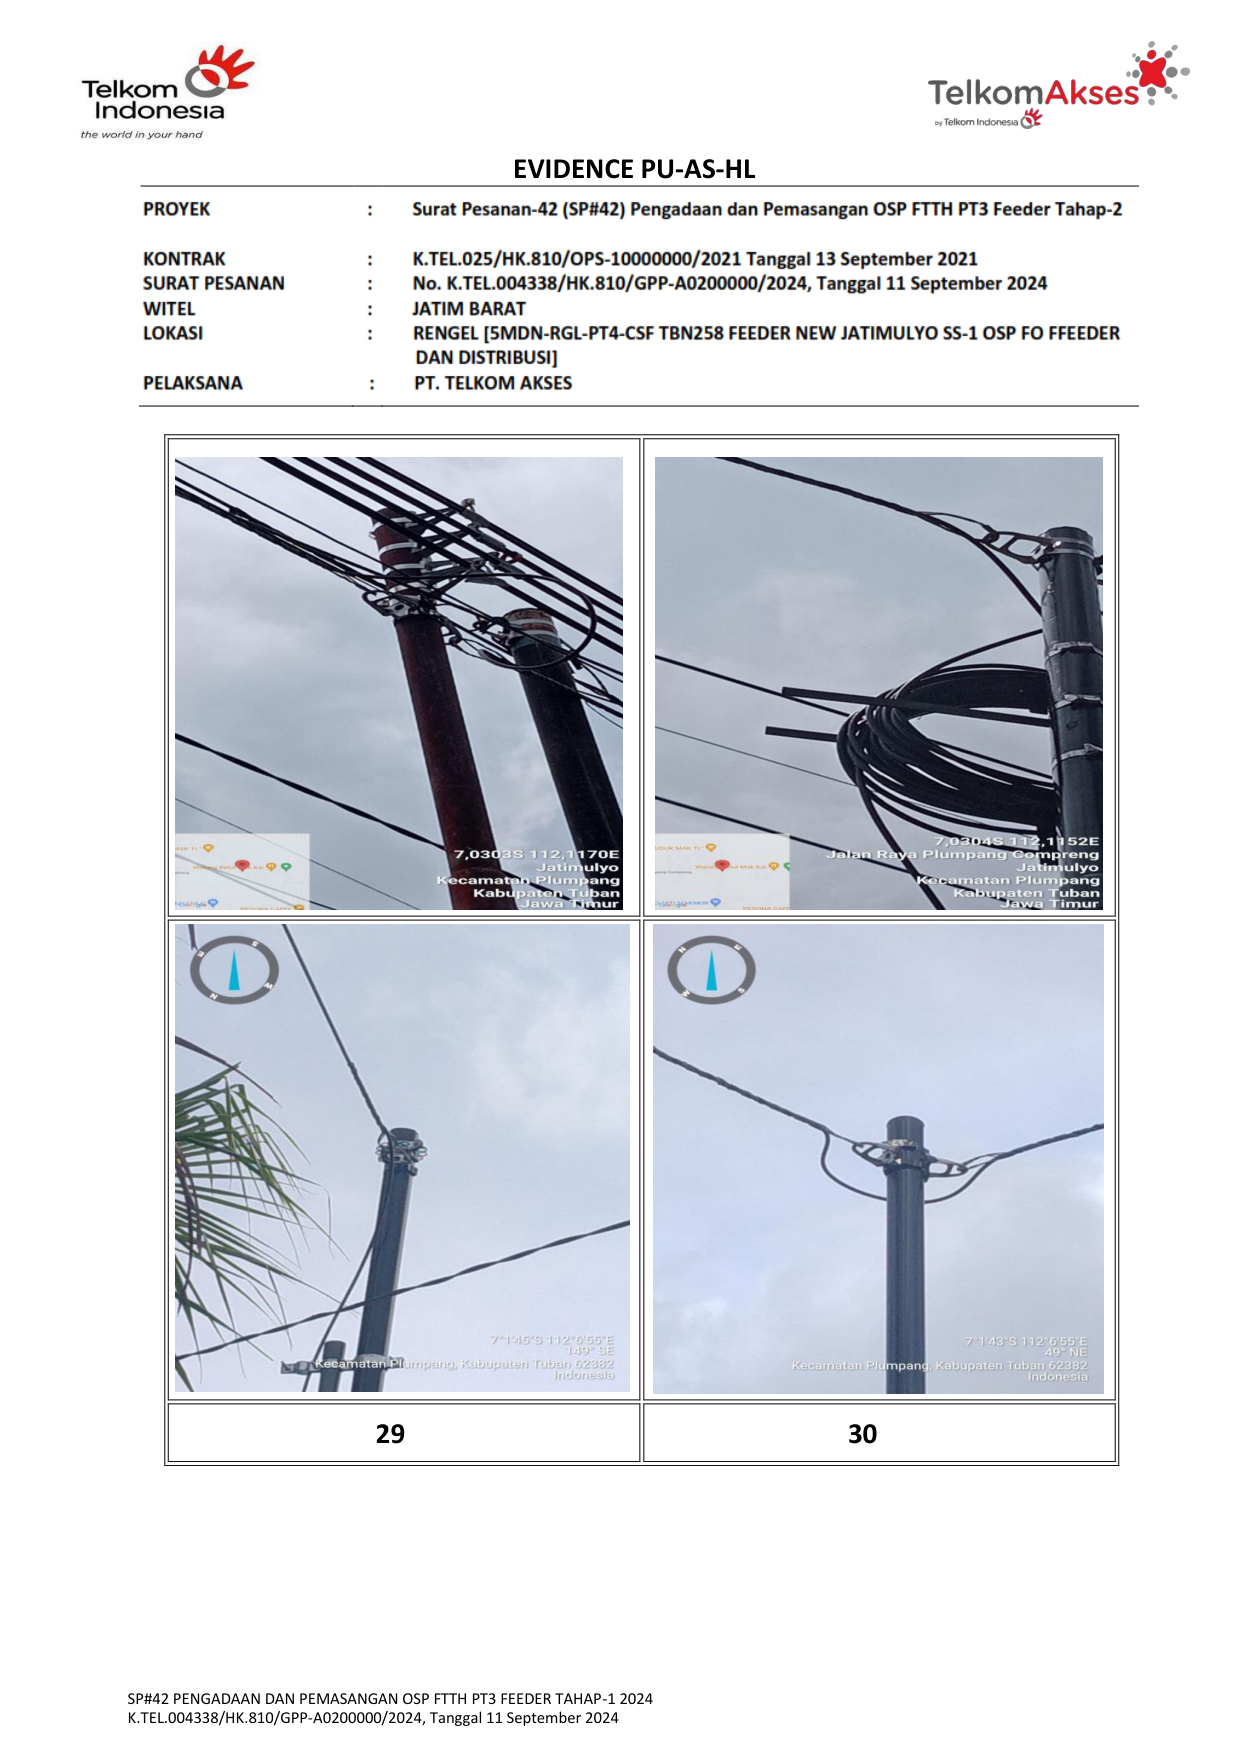 Telkom
Indonesia
the world in your hand
TelkomAkses
by Telkom Indonesia
EVIDENCE PU-AS-HL
PROYEK : Surat Pesanan-42 (SP#42) Pengadaan dan Pemasangan OSP FTTH PT3 Feeder Tahap-2
KONTRAK : K.TEL.025/HK.810/OPS-10000000/2021 Tanggal 13 September 2021
SURAT PESANAN : No. K.TEL.004338/HK.810/GPP-A0200000/2024, Tanggal 11 September 2024
WITEL : JATIM BARAT
LOKASI : RENGEL [5MDN-RGL-PT4-CSF TBN258 FEEDER NEW JATIMULYO SS-1 OSP FO FFEEDER
DAN DISTRIBUSI]
PELAKSANA : PT. TELKOM AKSES
7,0303S 112,1170E
Jatimulyo
Kecamatan Plumpang
Kabupaten Tuban
Jawa Timur
7,0304S 112,1152E
Jalan Raya Plumpang Compreng
Jatimulyo
Kecamatan Plumpang
Kabupaten Tuban
Jawa Timur
S
E
W
N
7°1'45"S 112°6'55"E
149° SE
Kecamatan Plumpang, Kabupaten Tuban 62382
Indonesia
N
E
S
7°1'43"S 112°6'55"E
49° NE
Kecamatan Plumpang, Kabupaten Tuban 62382
Indonesia
29
30
SP#42 PENGADAAN DAN PEMASANGAN OSP FTTH PT3 FEEDER TAHAP-1 2024
K.TEL.004338/HK.810/GPP-A0200000/2024, Tanggal 11 September 2024